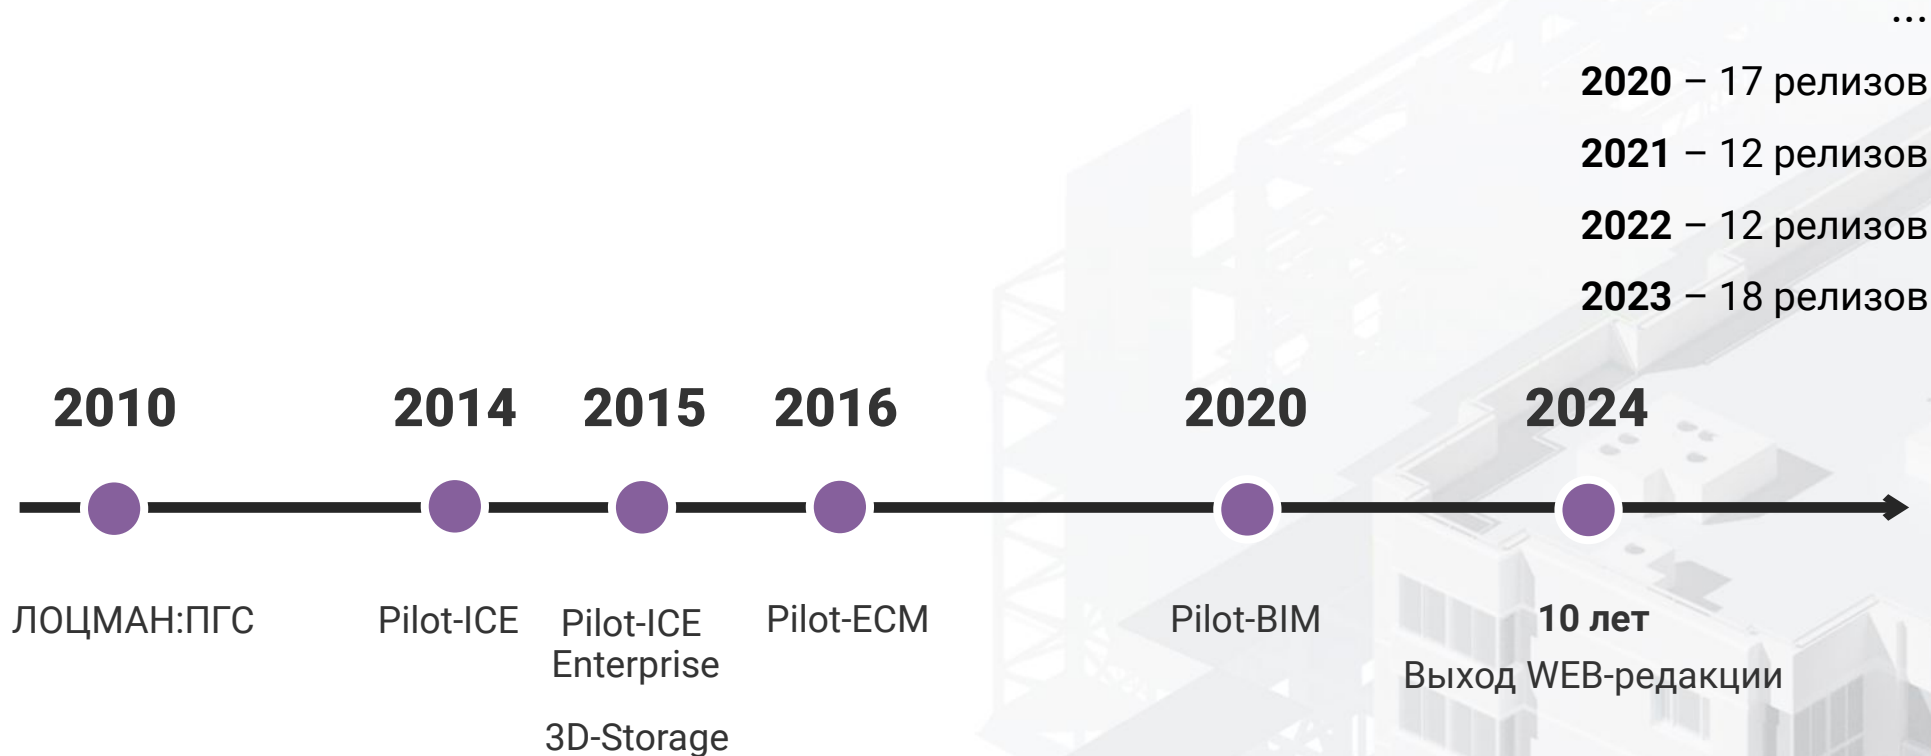 ...
2020 – 17 релизов
2021 – 12 релизов
2022 – 12 релизов
2023 – 18 релизов
2010
2014
2015
2016
2020
2024
ЛОЦМАН:ПГС
Pilot-ICE
Pilot-ICE
Enterprise
3D-Storage
Pilot-ECM
Pilot-BIM
10 лет
Выход WEB-редакции